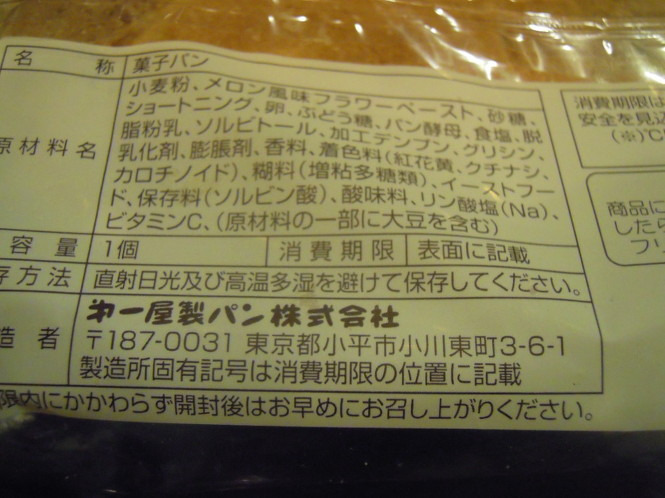 名 称 菓子パン
原材料名 小麦粉、メロン風味フラワーペースト、砂糖、
ショートニング、卵、ぶどう糖、パン酵母、食塩、脱
脂粉乳、ソルビトール、加工デンプン、グリシン、
乳化剤、膨脹剤、香料、着色料(紅花黄、クチナシ、
カロチノイド)、糊料(増粘多糖類)、イーストフー
ド、保存料(ソルビン酸)、酸味料、リン酸塩(Na)、
ビタミンC、(原材料の一部に大豆を含む)
容量 1個 消費期限 表面に記載
存方法 直射日光及び高温多湿を避けて保存してください。
造者 第一屋製パン株式会社
〒187-0031 東京都小平市小川東町3-6-1
製造所固有記号は消費期限の位置に記載
限内にかかわらず開封後はお早めにお召し上がりください。
消費期限は
安全を見込
(※)℃
商品に
したら
フリ